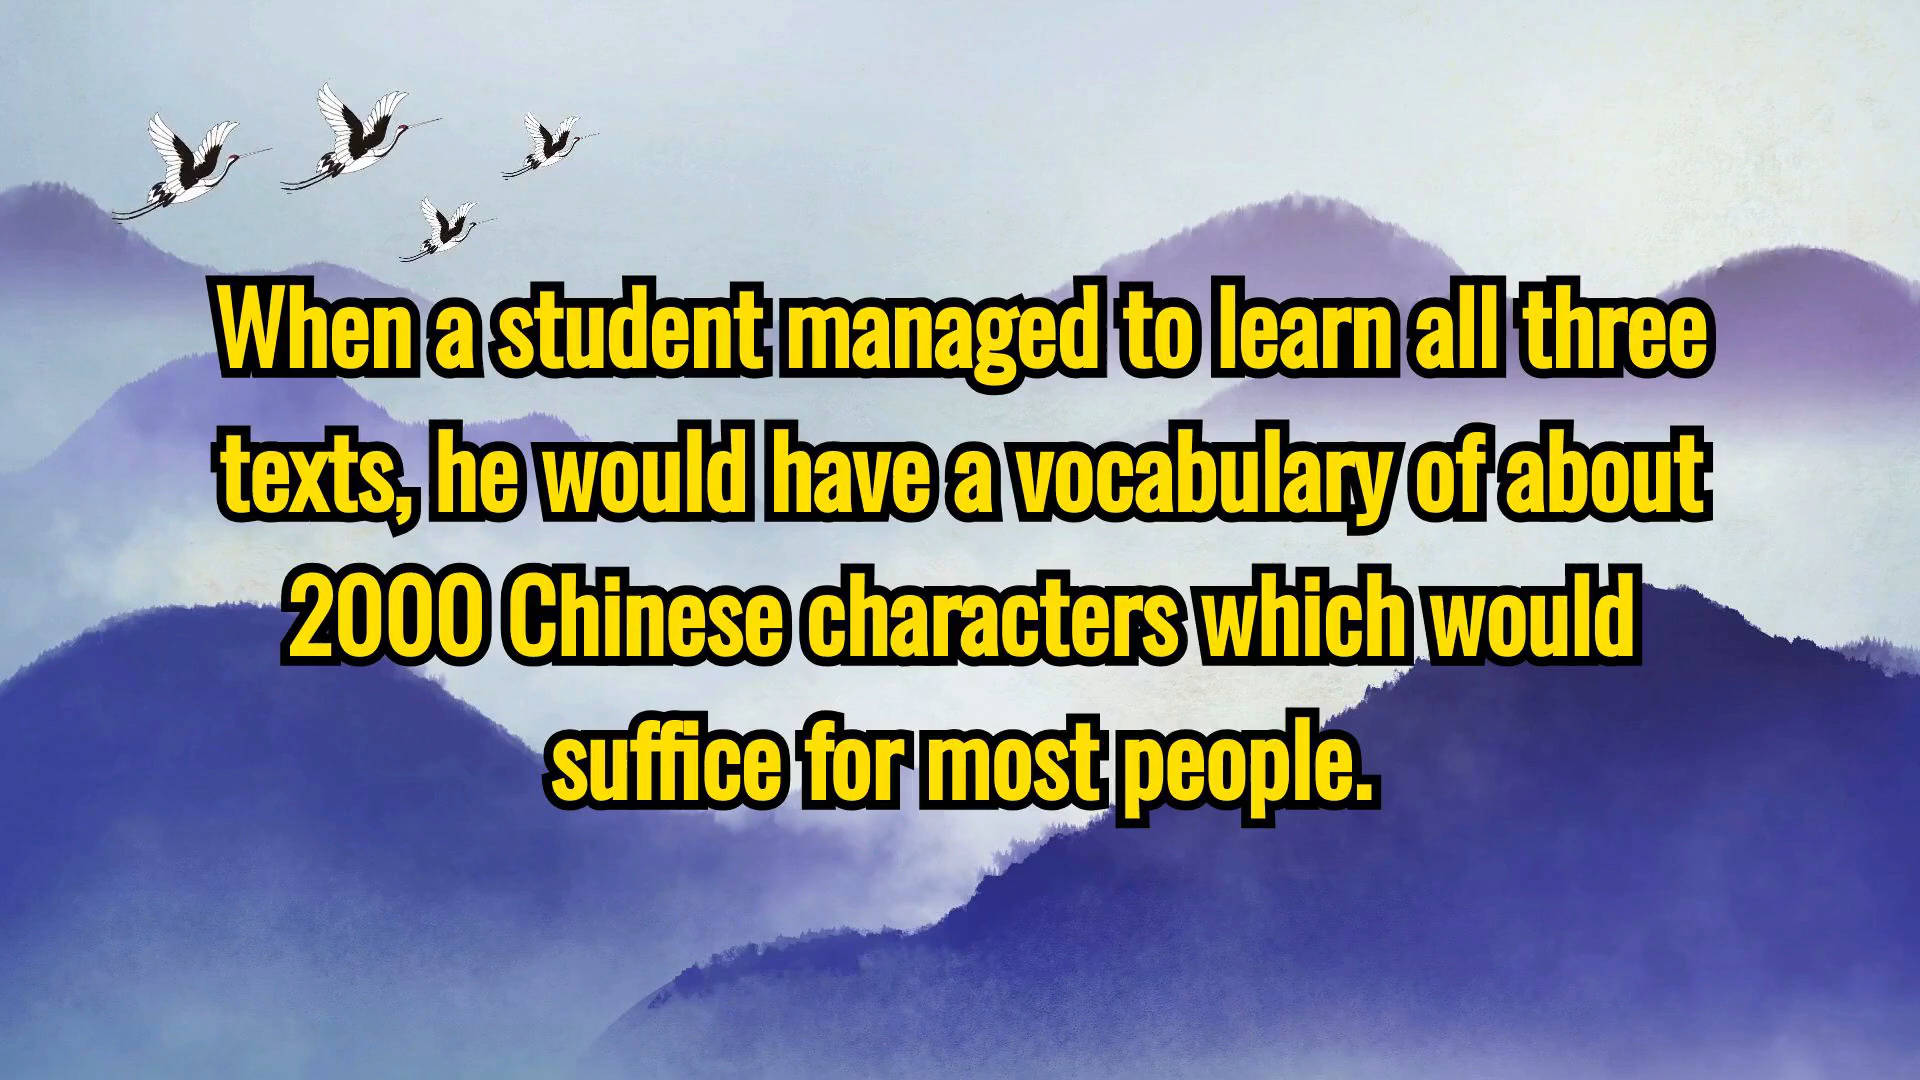 When a student managed to learn all three
texts, he would have a vocabulary of about
2000 Chinese characters which would
suffice for most people.